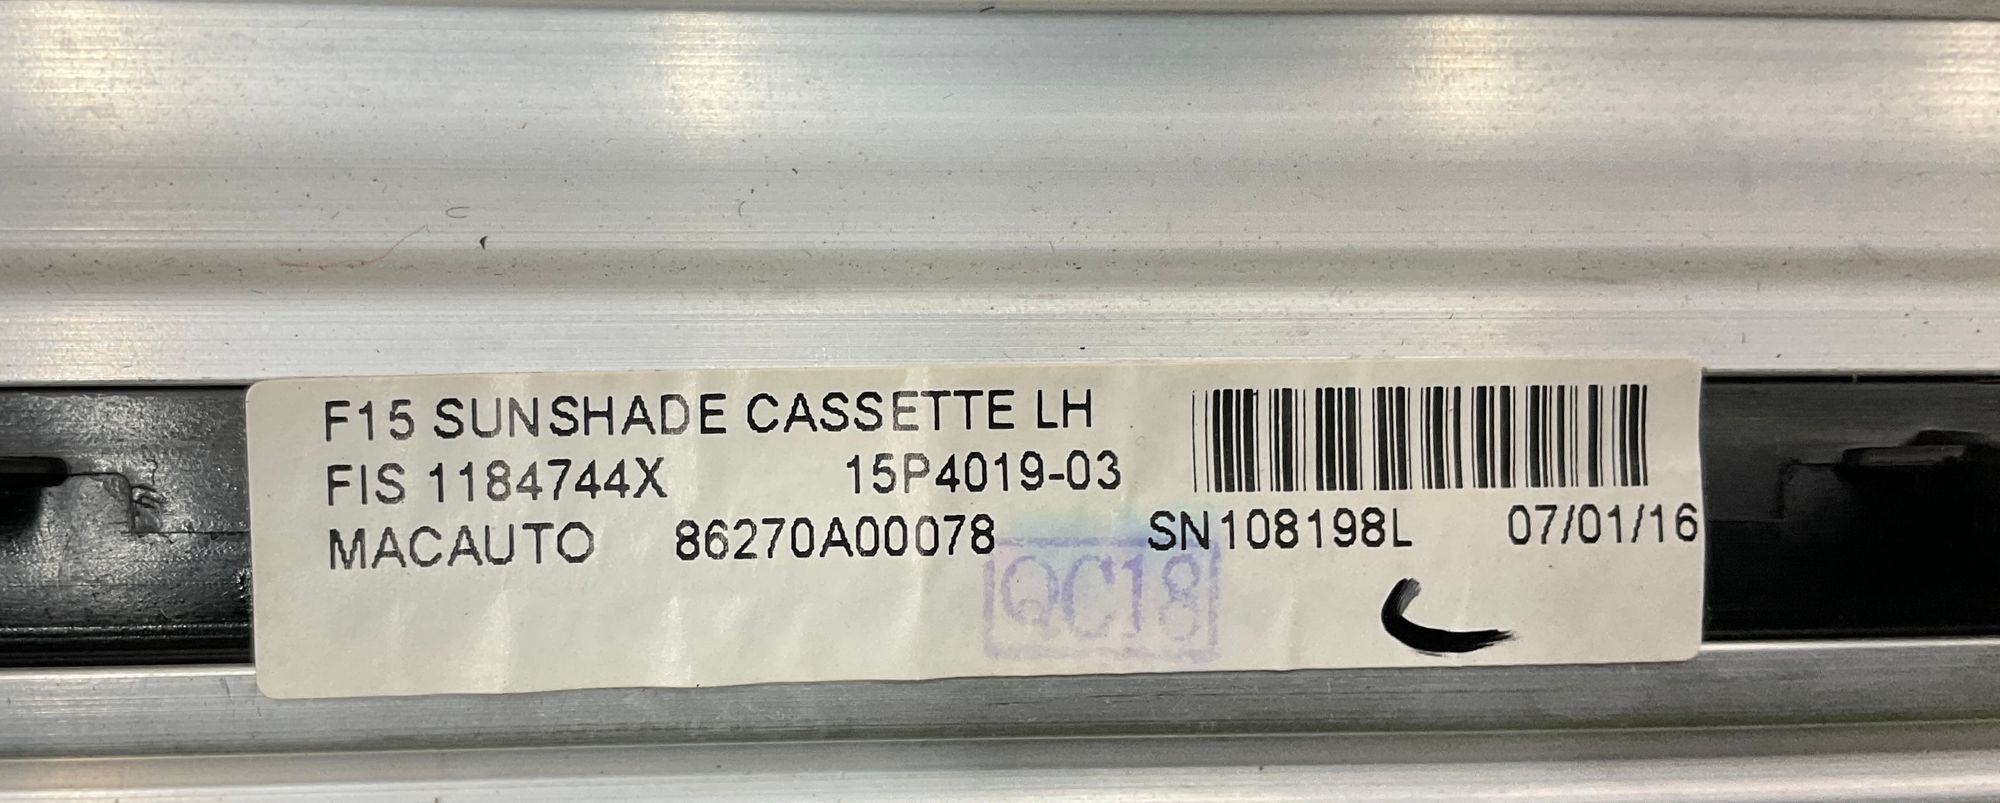 F15 SUNSHADE CASSETTE LH
FIS 1184744X 15P4019-03
MACAUTO 86270A00078 SN108198L 07/01/16
QC18